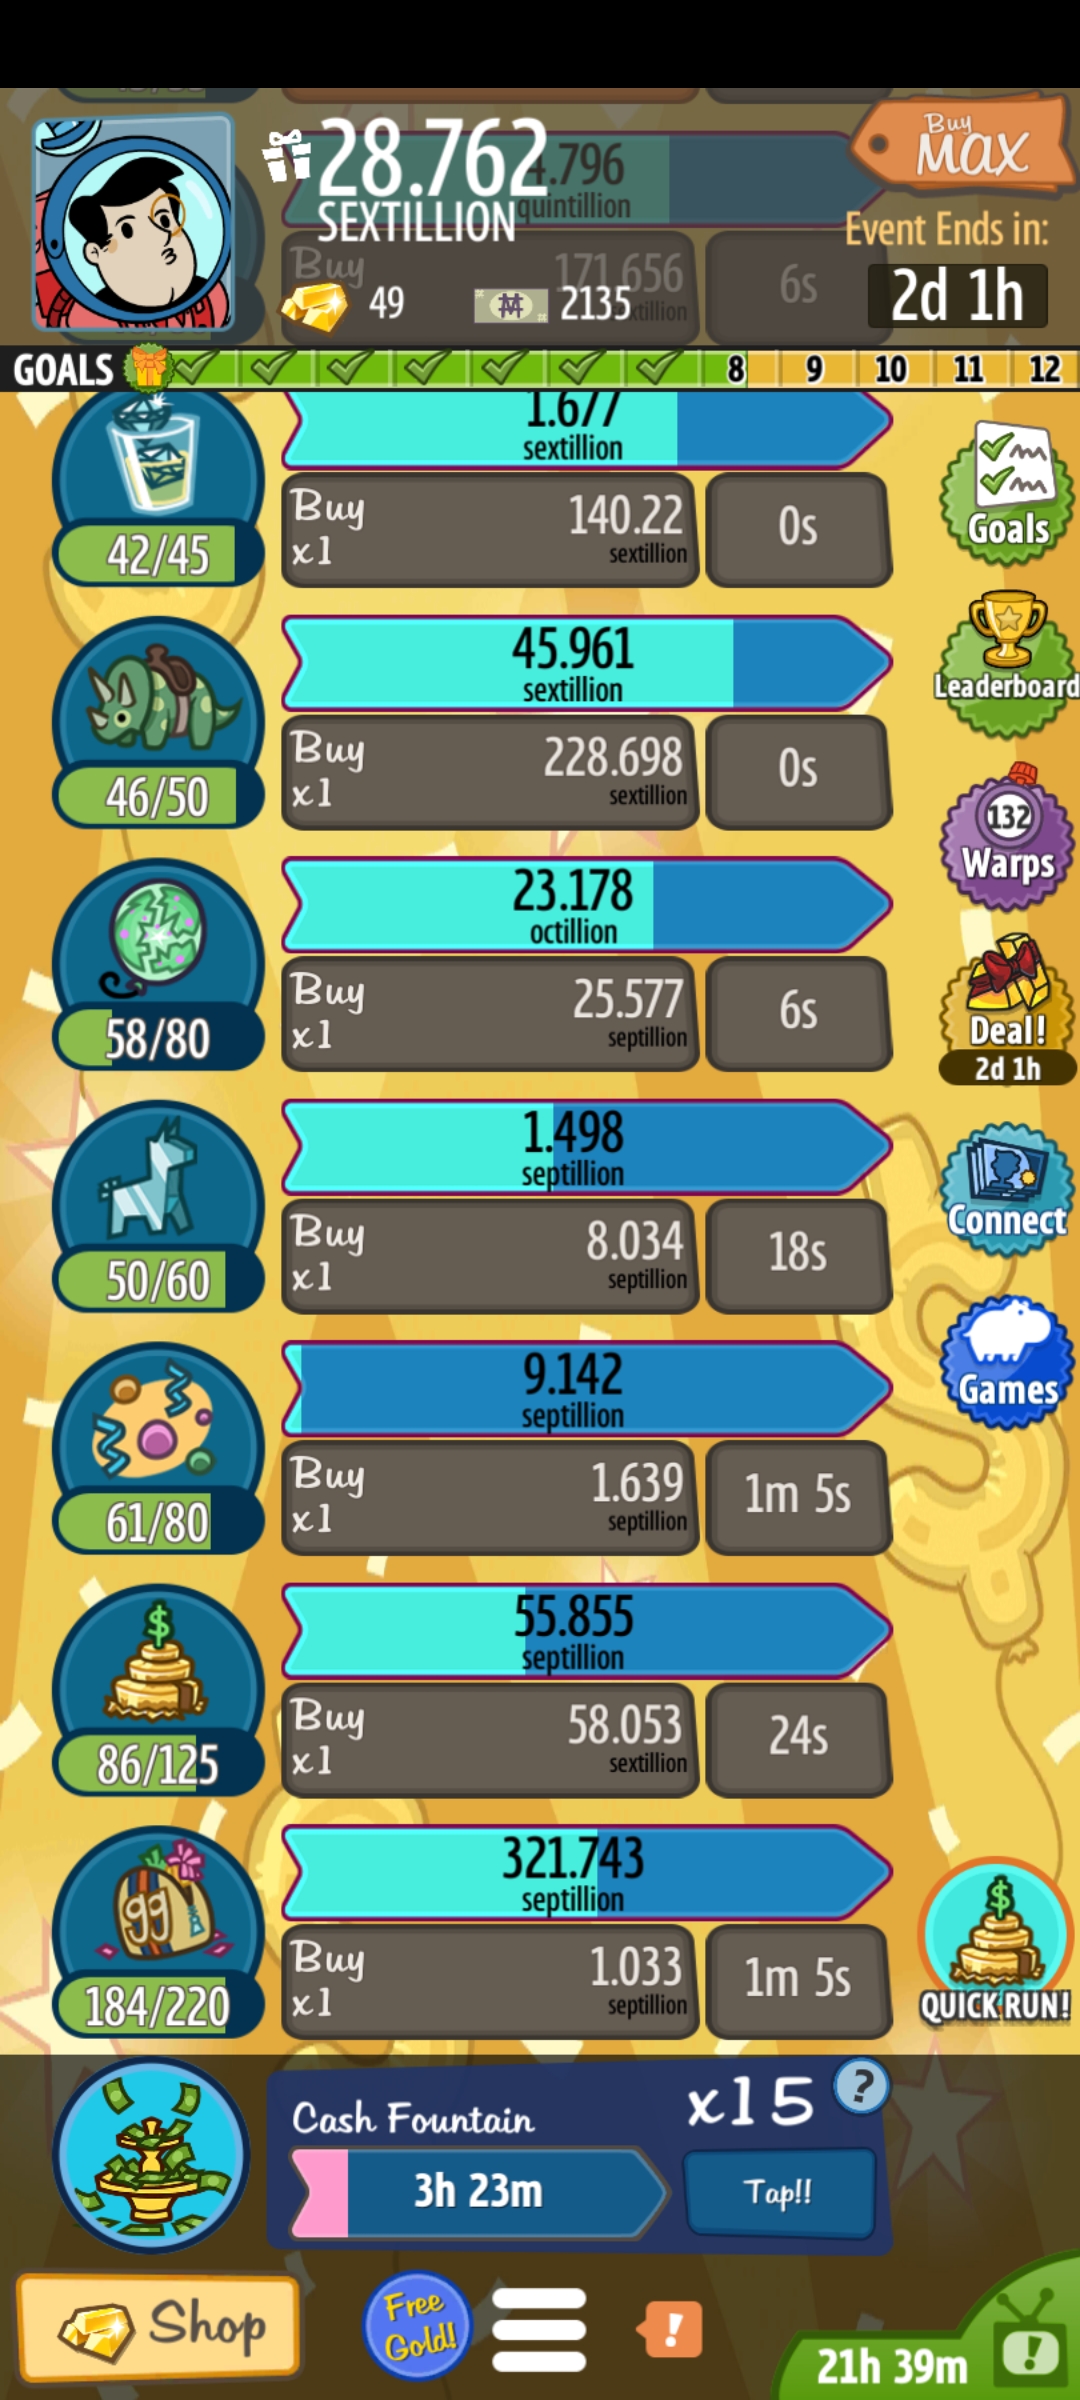 28.762
SEXTILLION
49
2135
Buy
MAX
Event Ends in:
2d 1h
4.796
quintillion
Buy
171.656
6s
GOALS
8 9 10 11 12
1.677
sextillion
42/45
Buy
x1
140.22
sextillion
0s
Goals
45.961
sextillion
46/50
Buy
x1
228.698
sextillion
0s
Leaderboard
132
Warps
23.178
octillion
58/80
Buy
x1
25.577
septillion
6s
Deal!
2d 1h
1.498
septillion
50/60
Buy
x1
8.034
septillion
18s
Connect
9.142
septillion
61/80
Buy
x1
1.639
septillion
1m 5s
Games
55.855
septillion
$
86/125
Buy
x1
58.053
sextillion
24s
321.743
septillion
99
184/220
Buy
x1
1.033
septillion
1m 5s
$
QUICK RUN!
Cash Fountain
x15
?
3h 23m
Tap!!
Shop
Free
Gold!
!
21h 39m
!